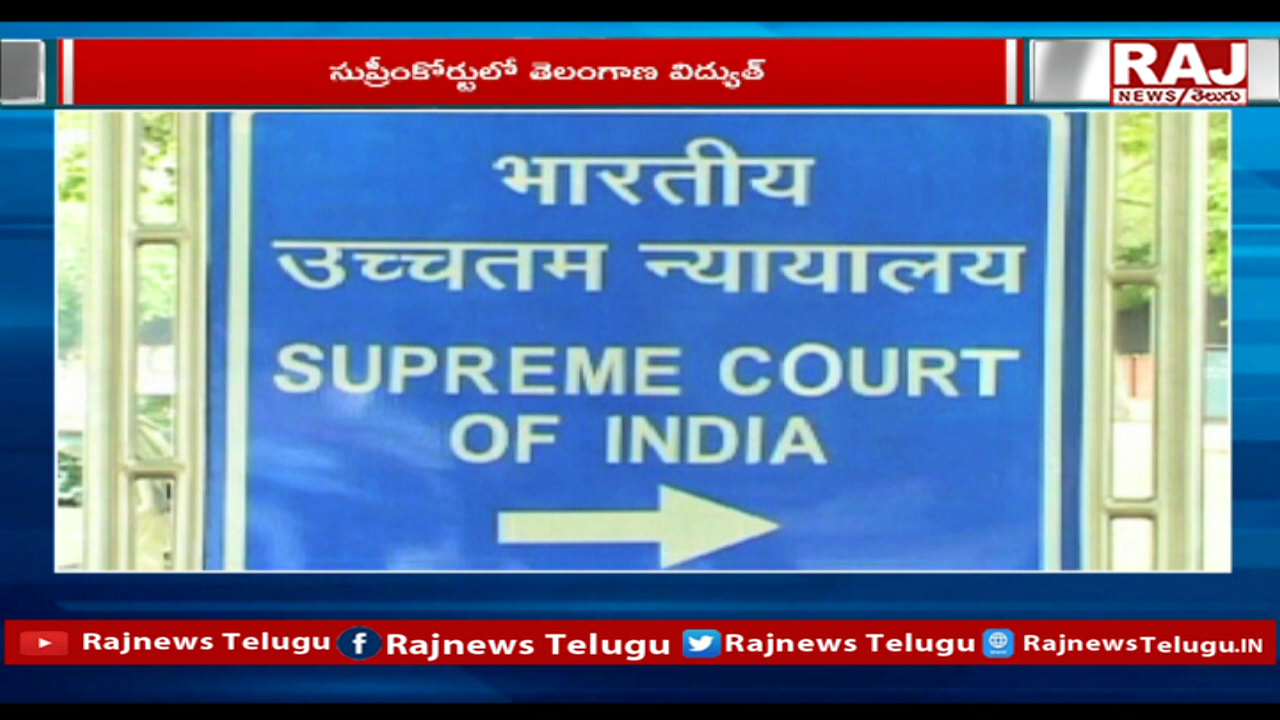 సుప్రీంకోర్టులో తెలంగాణ విద్యుత్
RAJ
NEWS తెలుగు
भारतीय
उच्चतम न्यायालय
SUPREME COURT
OF INDIA
Rajnews Telugu Rajnews Telugu Rajnews Telugu RajnewsTelugu.IN